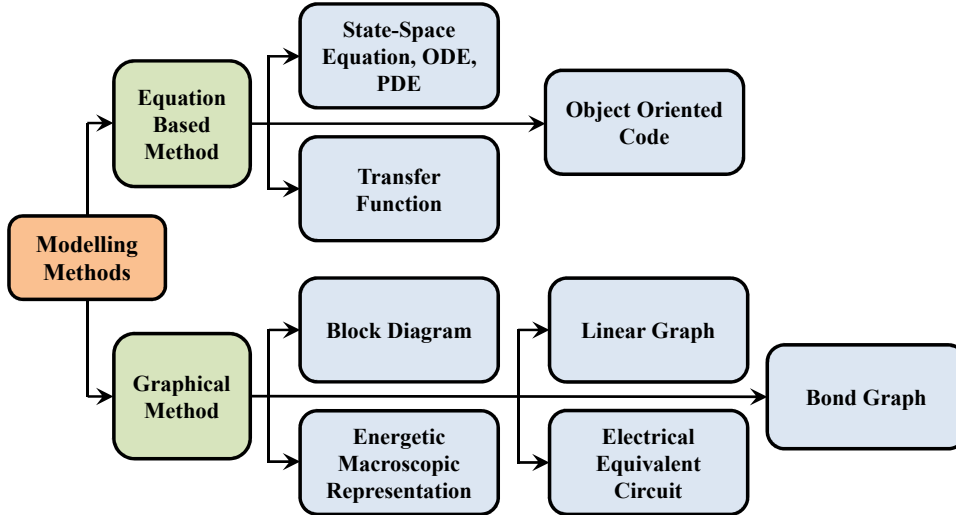 State-Space
Equation, ODE,
PDE
Equation
Based
Method
Object Oriented
Code
Transfer
Function
Modelling
Methods
Block Diagram
Linear Graph
Graphical
Method
Bond Graph
Energetic
Macroscopic
Representation
Electrical
Equivalent
Circuit